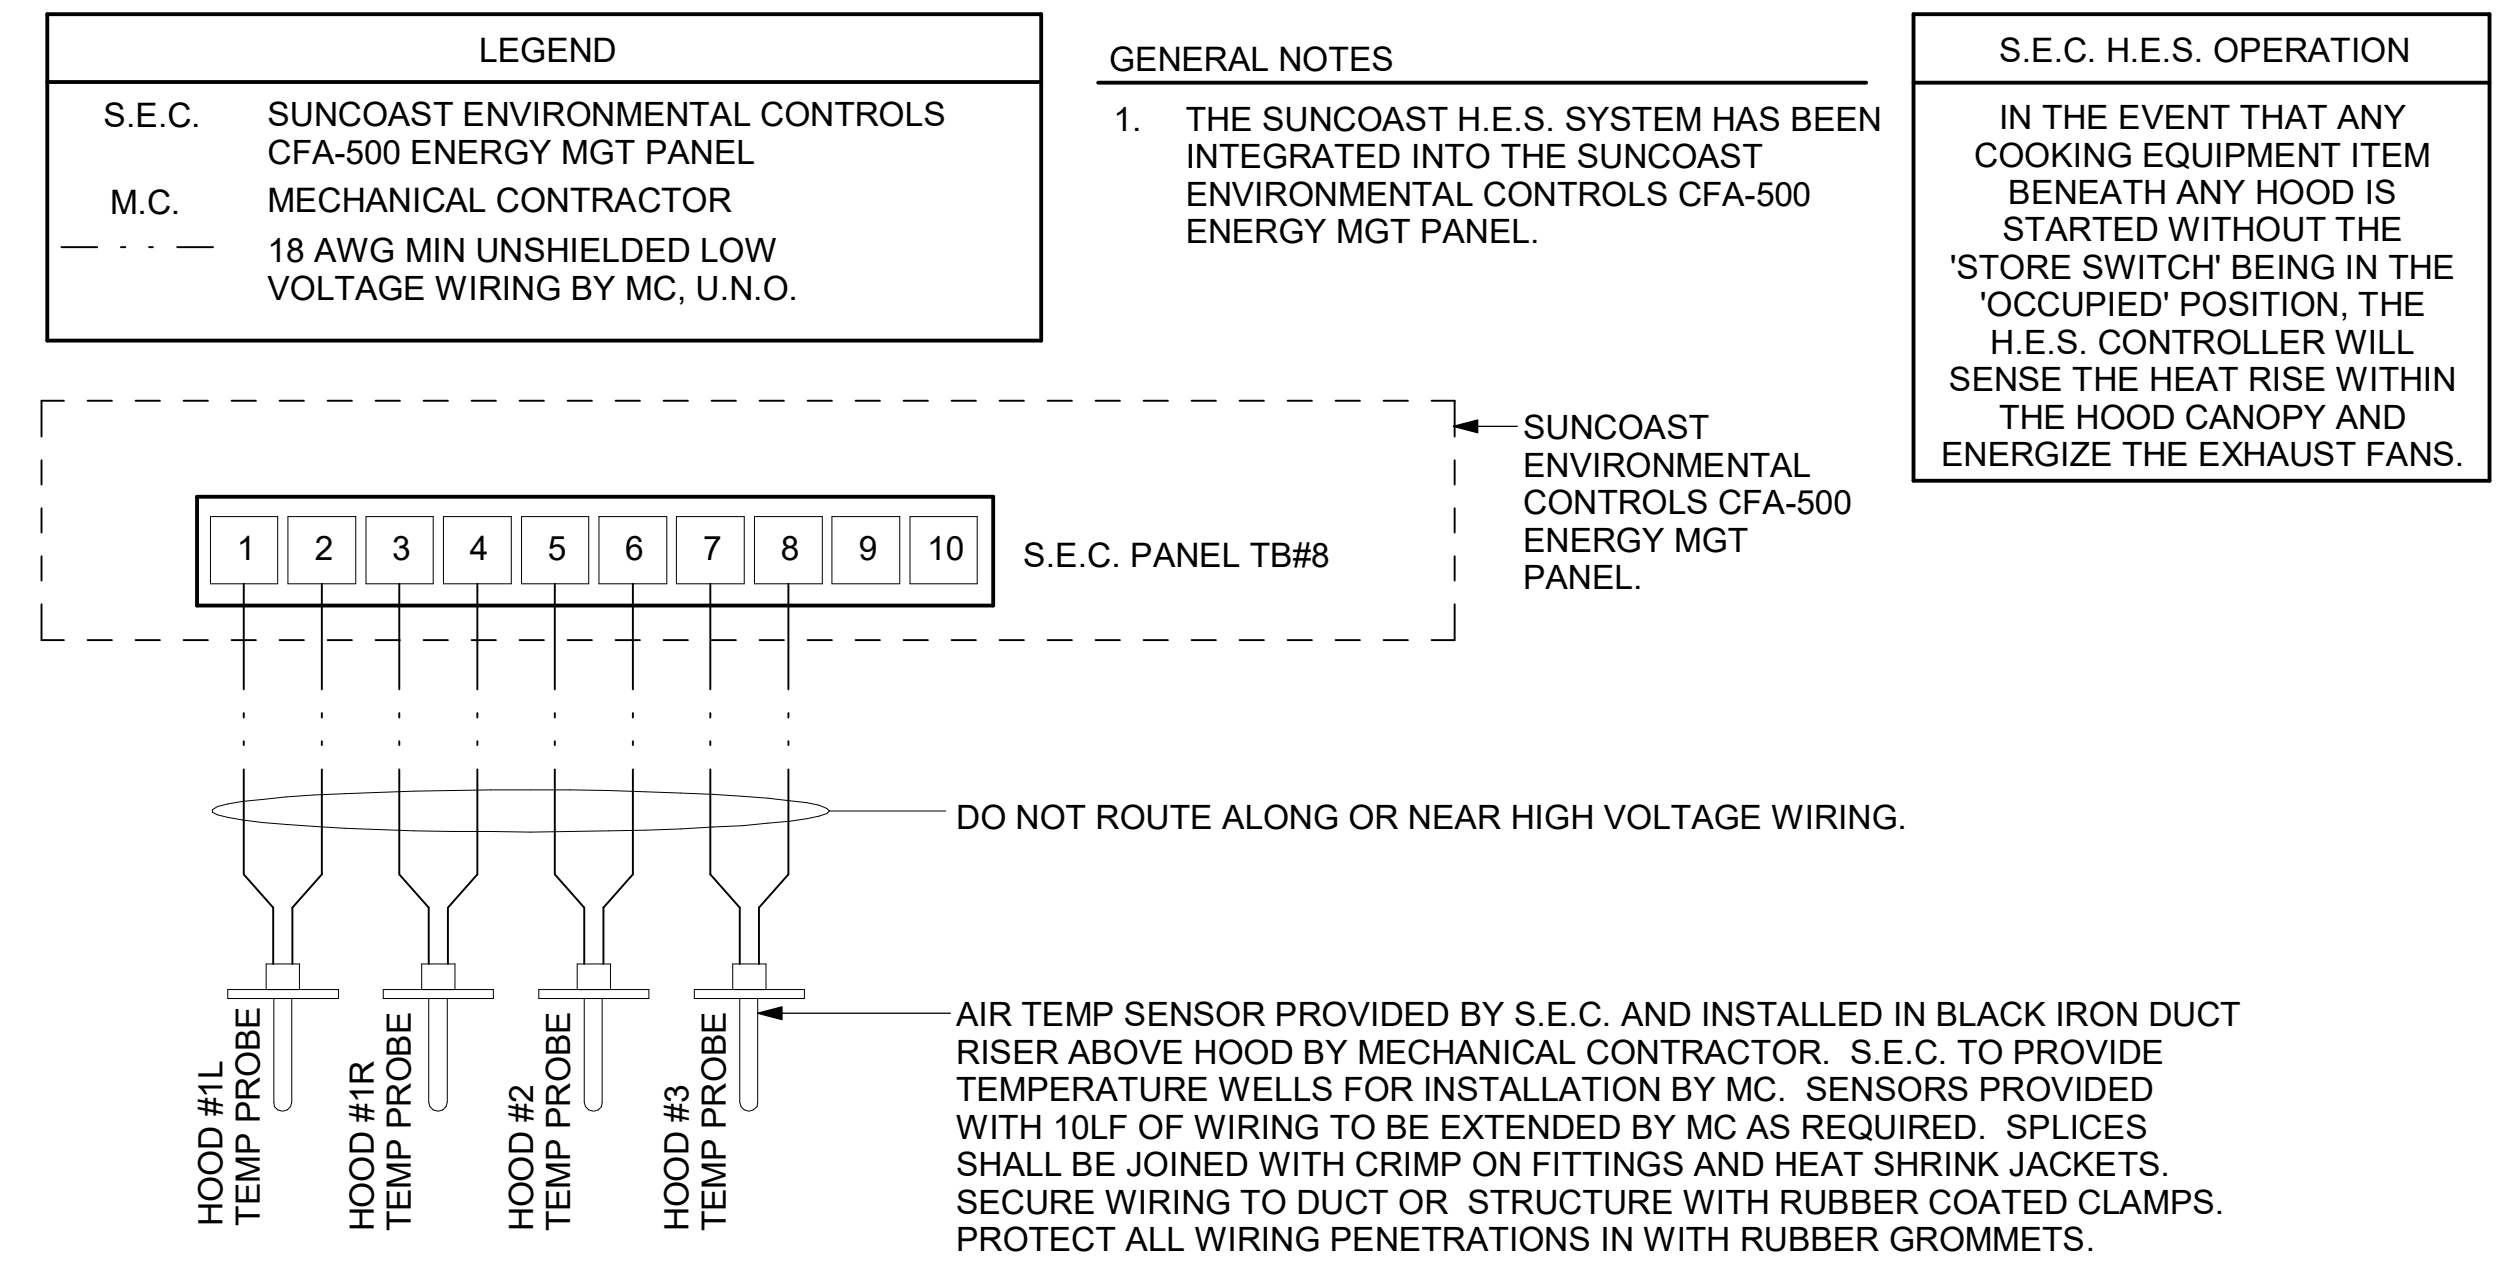 LEGEND
S.E.C. SUNCOAST ENVIRONMENTAL CONTROLS
CFA-500 ENERGY MGT PANEL
M.C. MECHANICAL CONTRACTOR
18 AWG MIN UNSHIELDED LOW
VOLTAGE WIRING BY MC, U.N.O.
GENERAL NOTES
1. THE SUNCOAST H.E.S. SYSTEM HAS BEEN
INTEGRATED INTO THE SUNCOAST
ENVIRONMENTAL CONTROLS CFA-500
ENERGY MGT PANEL.
S.E.C. H.E.S. OPERATION
IN THE EVENT THAT ANY
COOKING EQUIPMENT ITEM
BENEATH ANY HOOD IS
STARTED WITHOUT THE
'STORE SWITCH' BEING IN THE
'OCCUPIED' POSITION, THE
H.E.S. CONTROLLER WILL
SENSE THE HEAT RISE WITHIN
THE HOOD CANOPY AND
ENERGIZE THE EXHAUST FANS.
SUNCOAST
ENVIRONMENTAL
CONTROLS CFA-500
ENERGY MGT
PANEL.
1 2 3 4 5 6 7 8 9 10
S.E.C. PANEL TB#8
DO NOT ROUTE ALONG OR NEAR HIGH VOLTAGE WIRING.
HOOD #1L
TEMP PROBE
HOOD #1R
TEMP PROBE
HOOD #2
TEMP PROBE
HOOD #3
TEMP PROBE
AIR TEMP SENSOR PROVIDED BY S.E.C. AND INSTALLED IN BLACK IRON DUCT
RISER ABOVE HOOD BY MECHANICAL CONTRACTOR. S.E.C. TO PROVIDE
TEMPERATURE WELLS FOR INSTALLATION BY MC. SENSORS PROVIDED
WITH 10LF OF WIRING TO BE EXTENDED BY MC AS REQUIRED. SPLICES
SHALL BE JOINED WITH CRIMP ON FITTINGS AND HEAT SHRINK JACKETS.
SECURE WIRING TO DUCT OR STRUCTURE WITH RUBBER COATED CLAMPS.
PROTECT ALL WIRING PENETRATIONS IN WITH RUBBER GROMMETS.